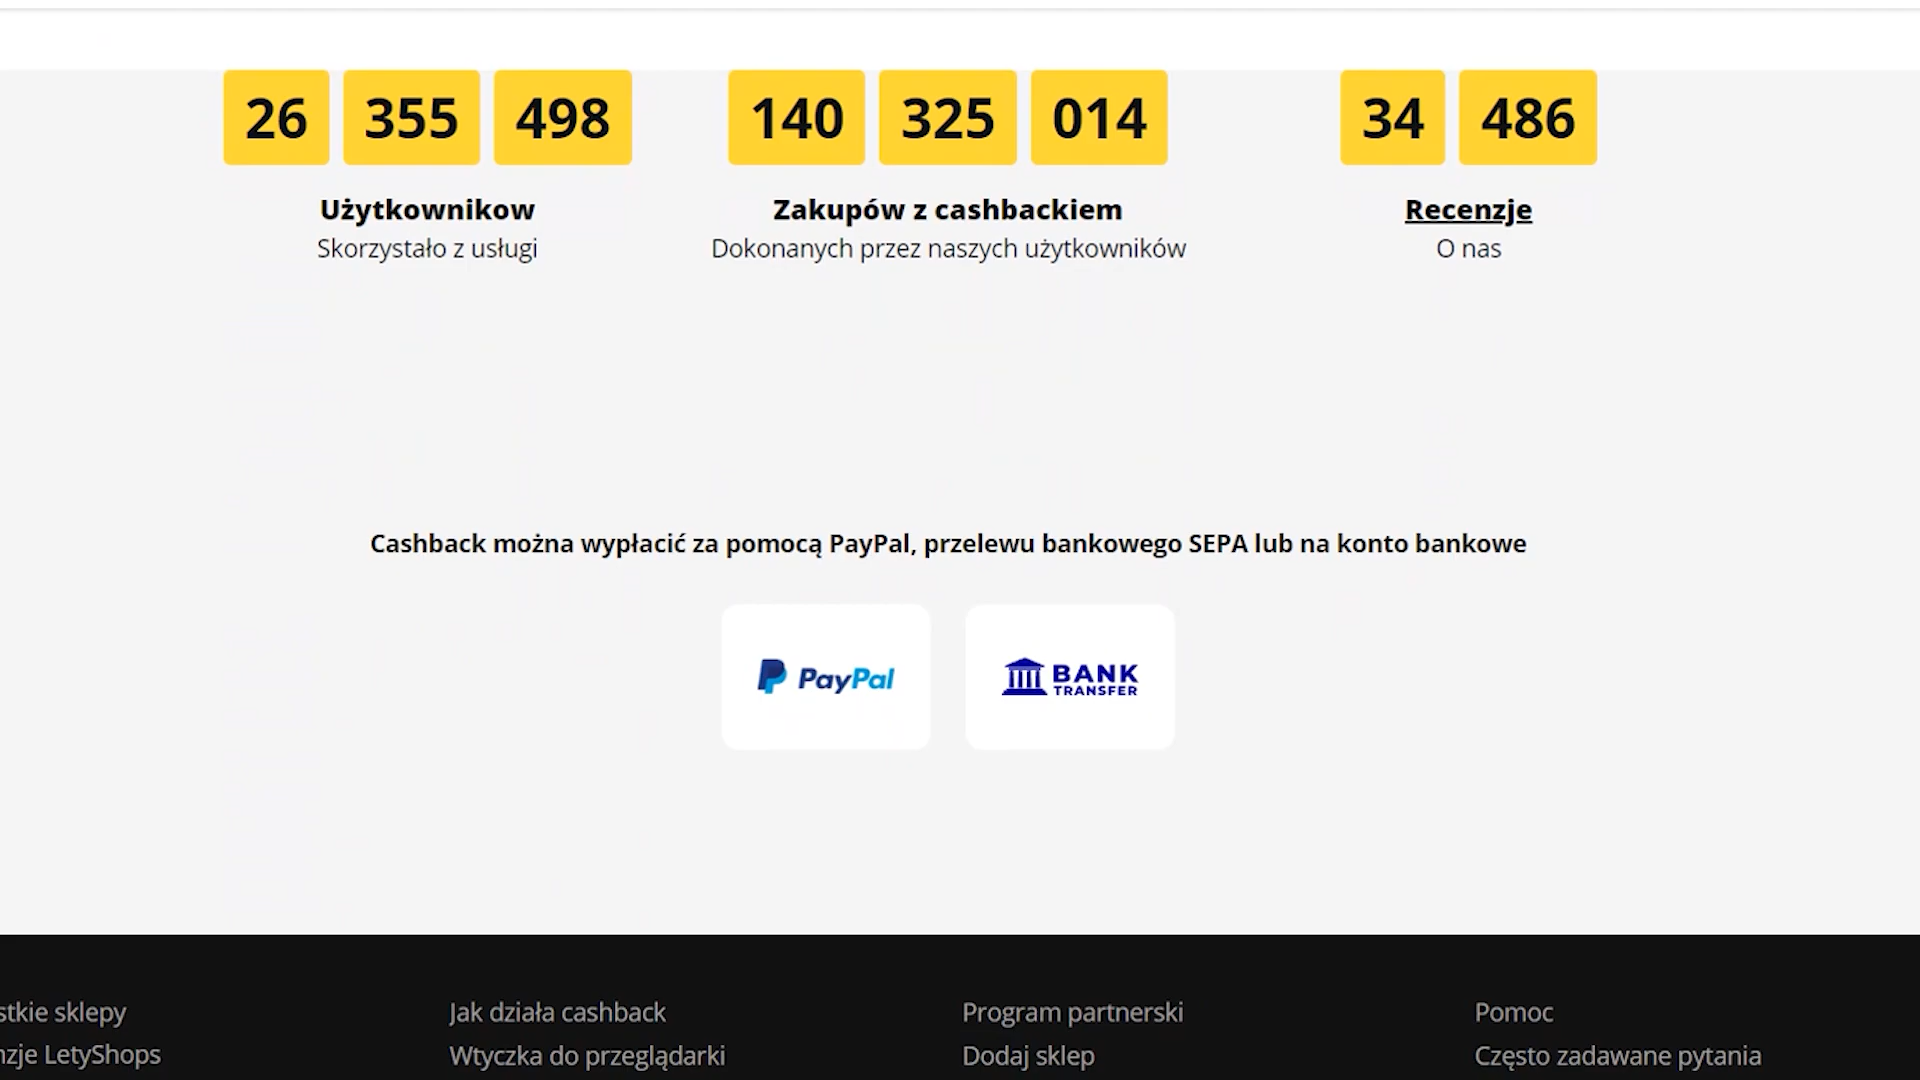 26 355 498
140 325 014
34 486
Użytkownikow
Skorzystało z usługi
Zakupów z cashbackiem
Dokonanych przez naszych użytkowników
Recenzje
O nas
Cashback można wypłacić za pomocą PayPal, przelewu bankowego SEPA lub na konto bankowe
PayPal
BANK
TRANSFER
sklepy
LetyShops
Jak działa cashback
Wtyczka do przeglądarki
Program partnerski
Dodaj sklep
Pomoc
Często zadawane pytania